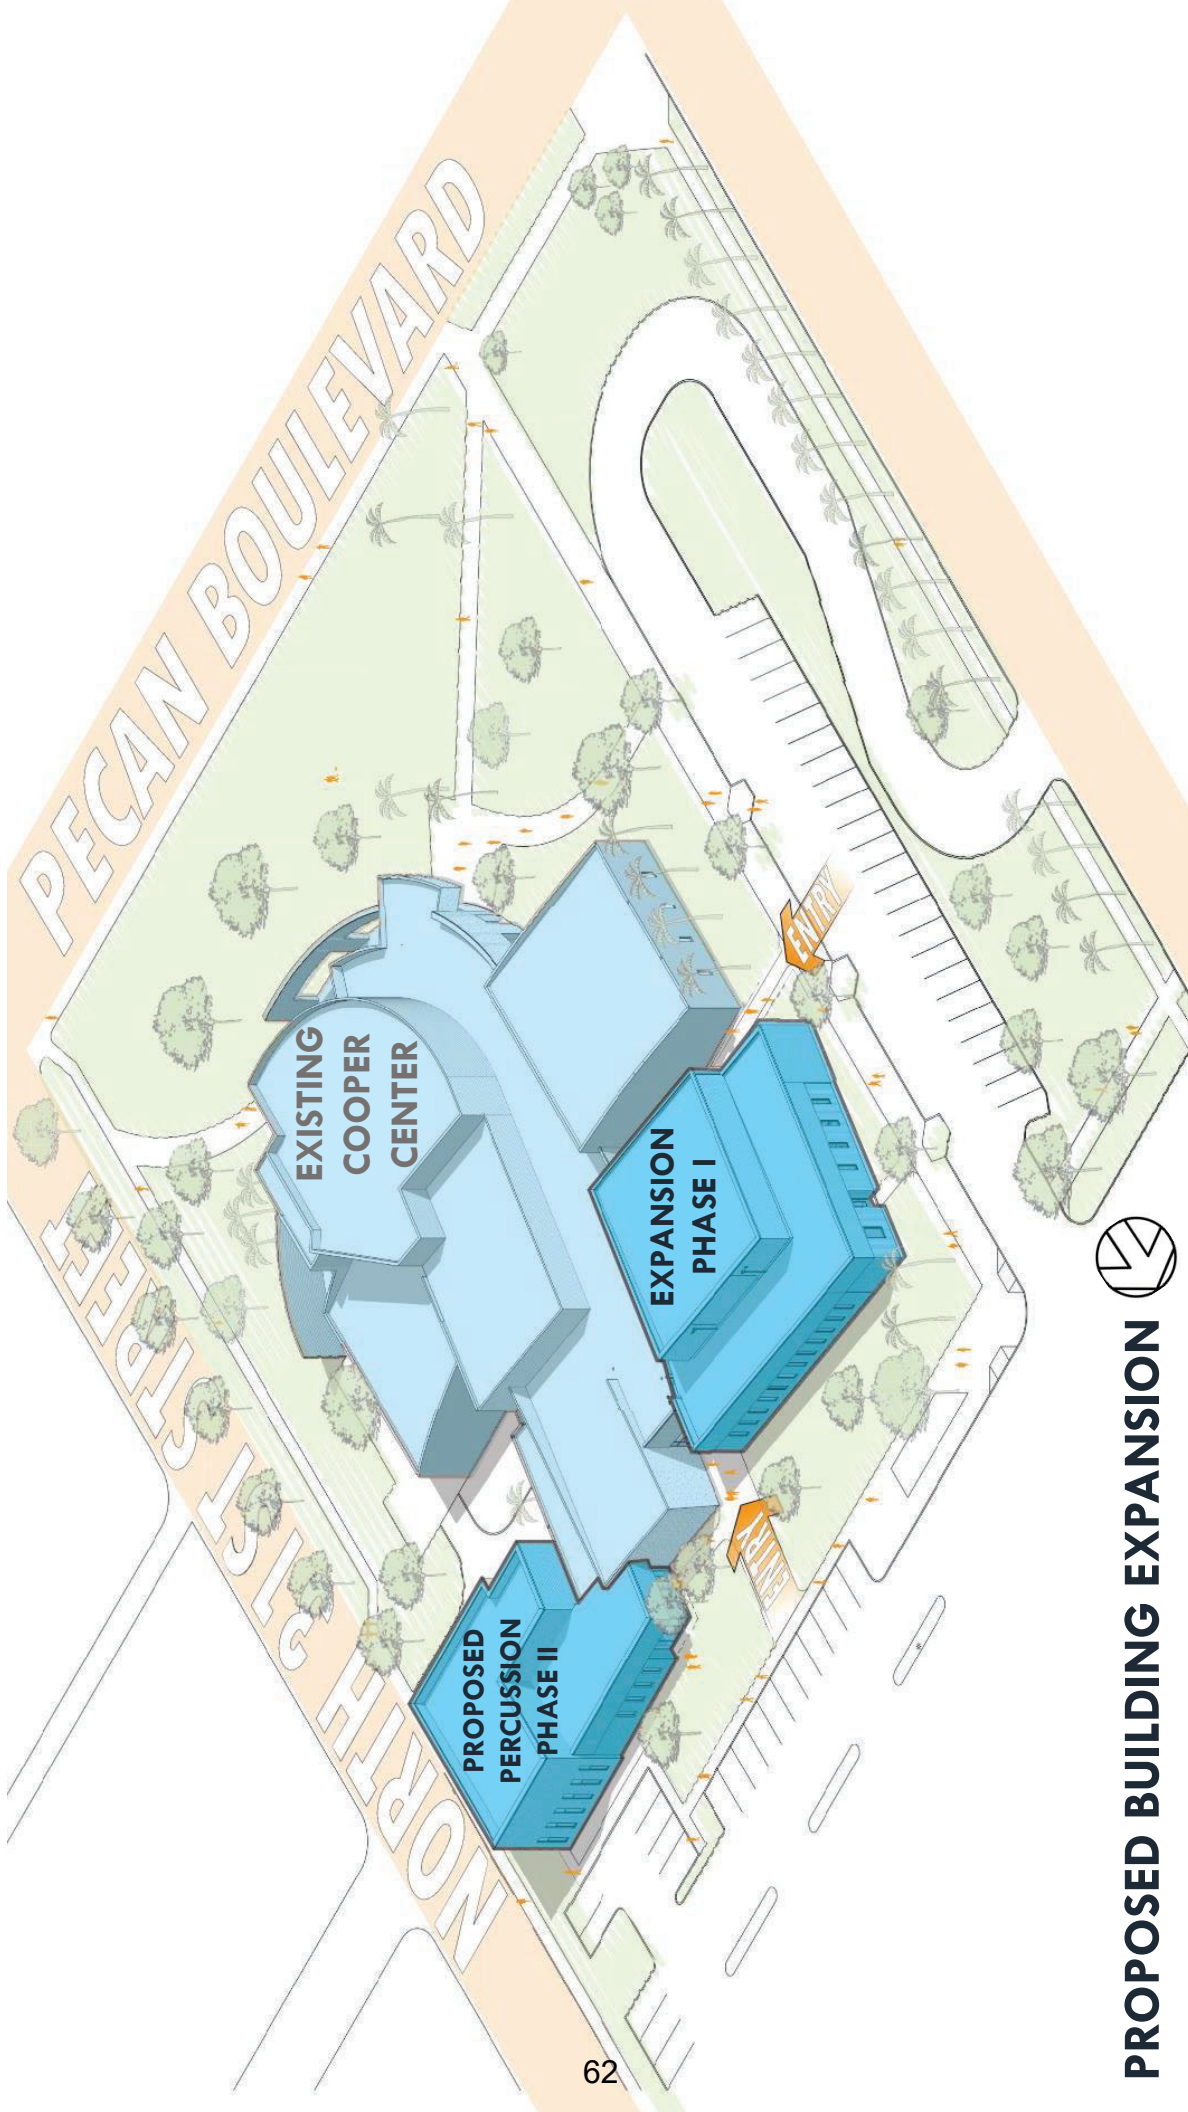 PECAN BOULEVARD
NORTH 31ST STREET
EXISTING
COOPER
CENTER
EXPANSION
PHASE I
PROPOSED
PERCUSSION
PHASE II
ENTRY
ENTRY
PROPOSED BUILDING EXPANSION
62